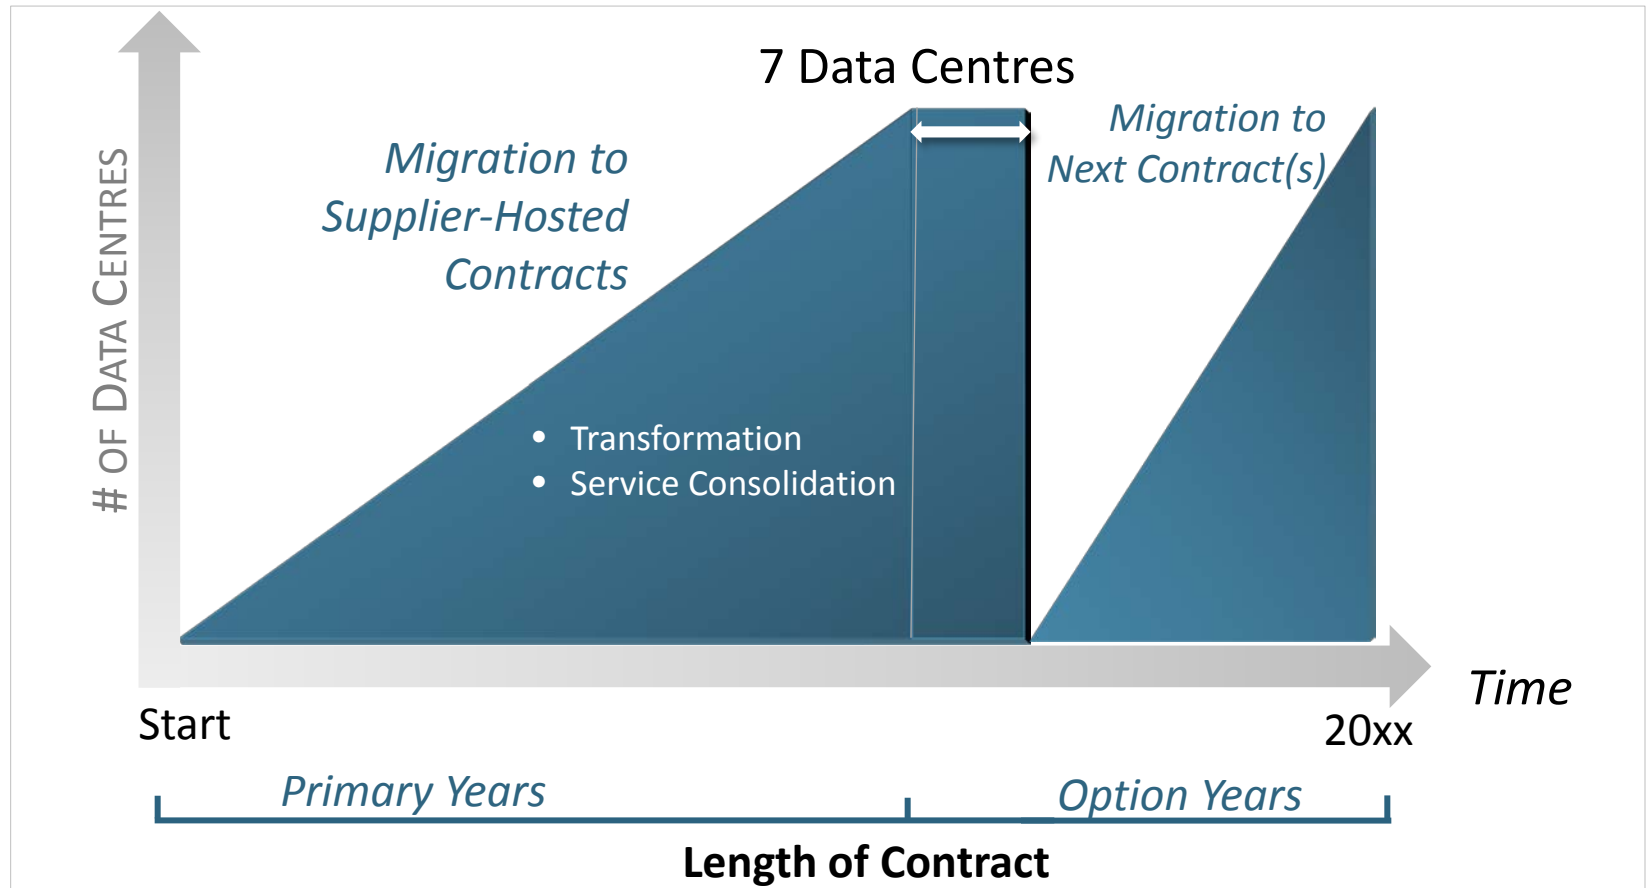 7 Data Centres
Migration to
Supplier-Hosted
Contracts
Migration to
Next Contract(s)
# OF DATA CENTRES
• Transformation
• Service Consolidation
Time
Start
20xx
Primary Years
Option Years
Length of Contract